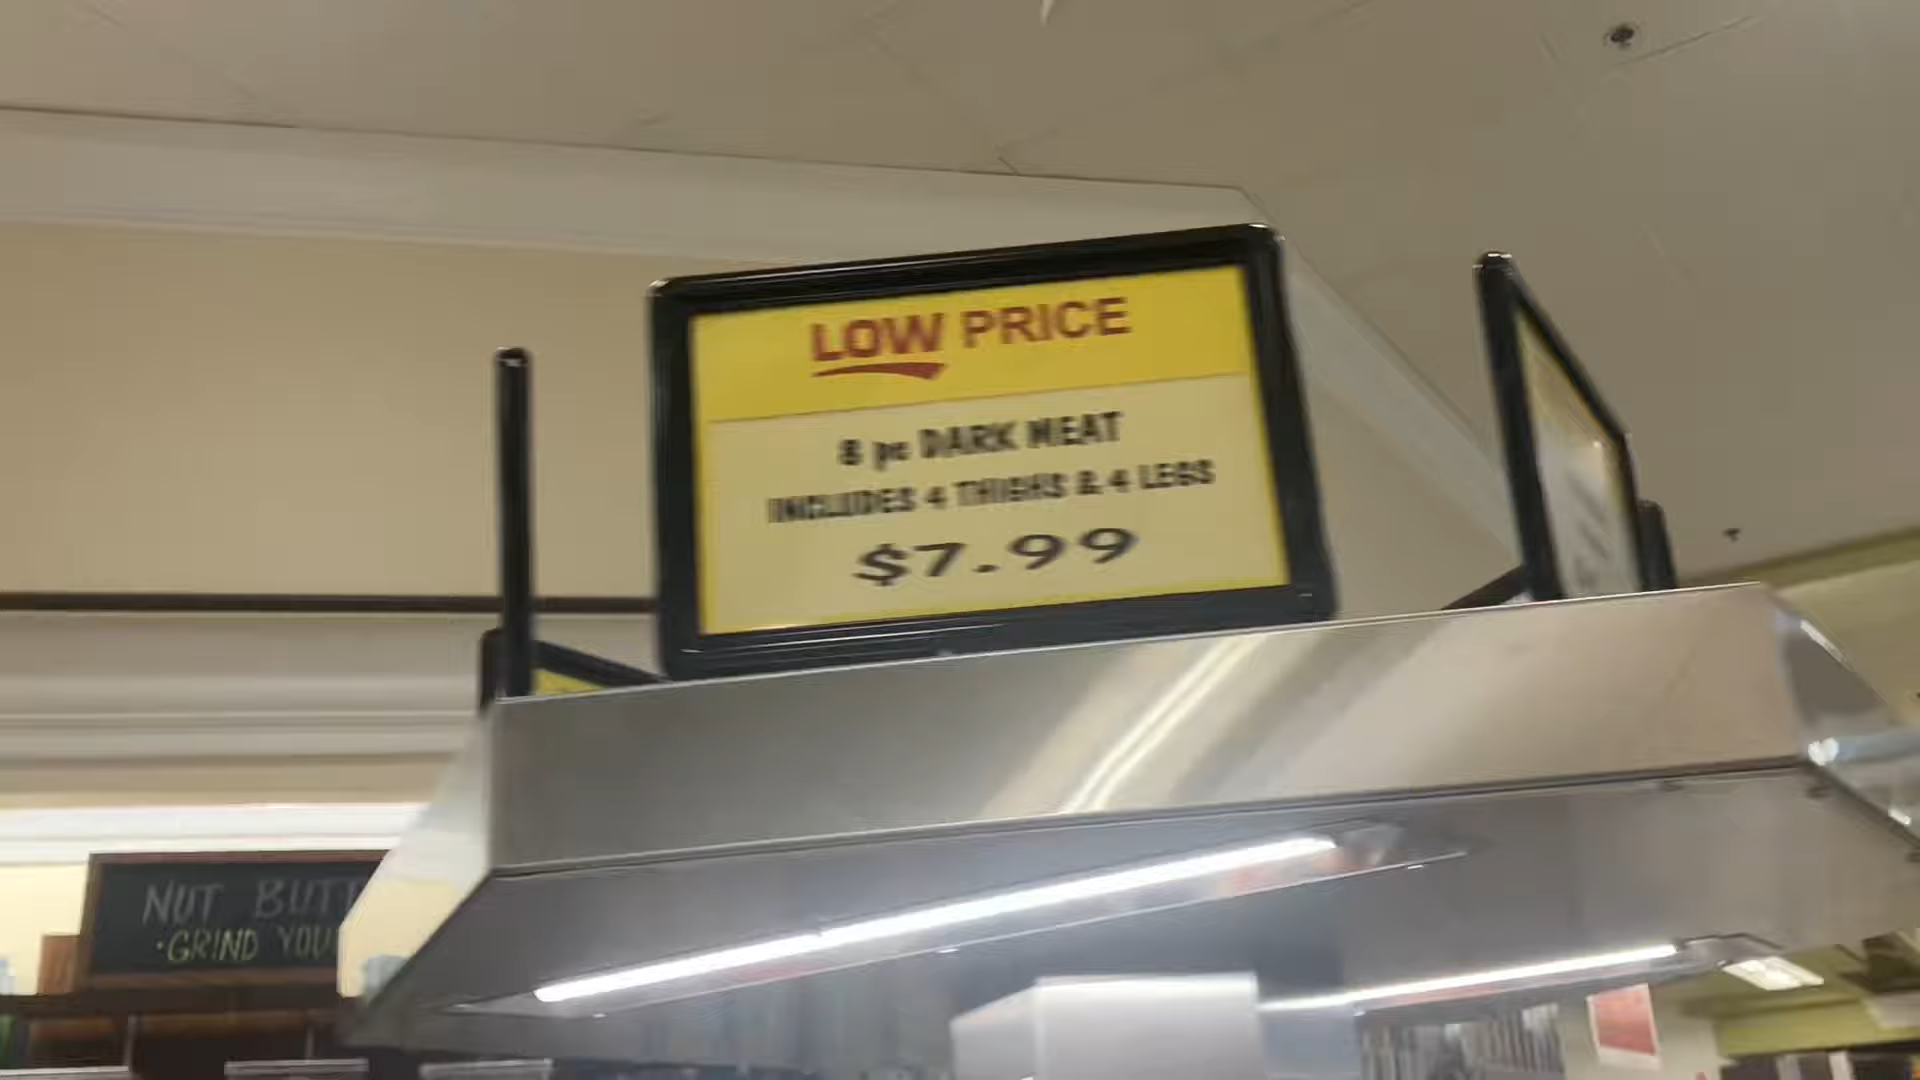 LOW PRICE
8 pc DARK MEAT
INCLUDES 4 THIGHS & 4 LEGS
$7.99
NUT BUTT
·GRIND YOU